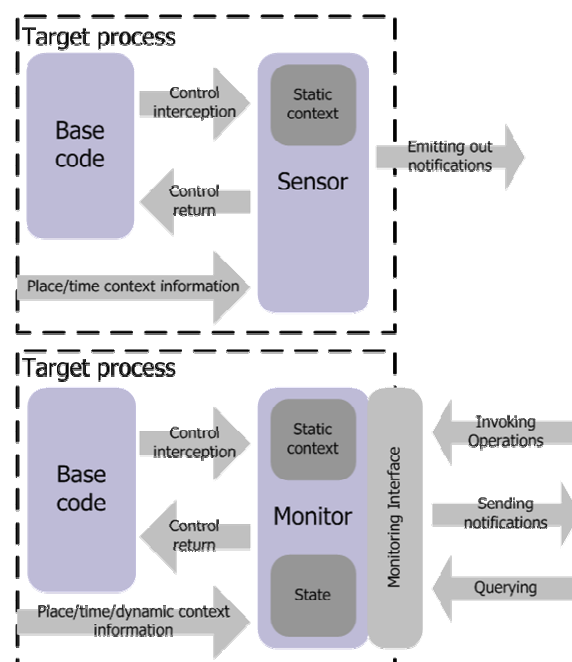 Target process
Base
code
Control
interception
Static
context
Sensor
Control
return
Emitting out
notifications
Place/time context information
Target process
Base
code
Control
interception
Static
context
Monitor
Control
return
State
Monitoring Interface
Invoking
Operations
Sending
notifications
Querying
Place/time/dynamic context
information